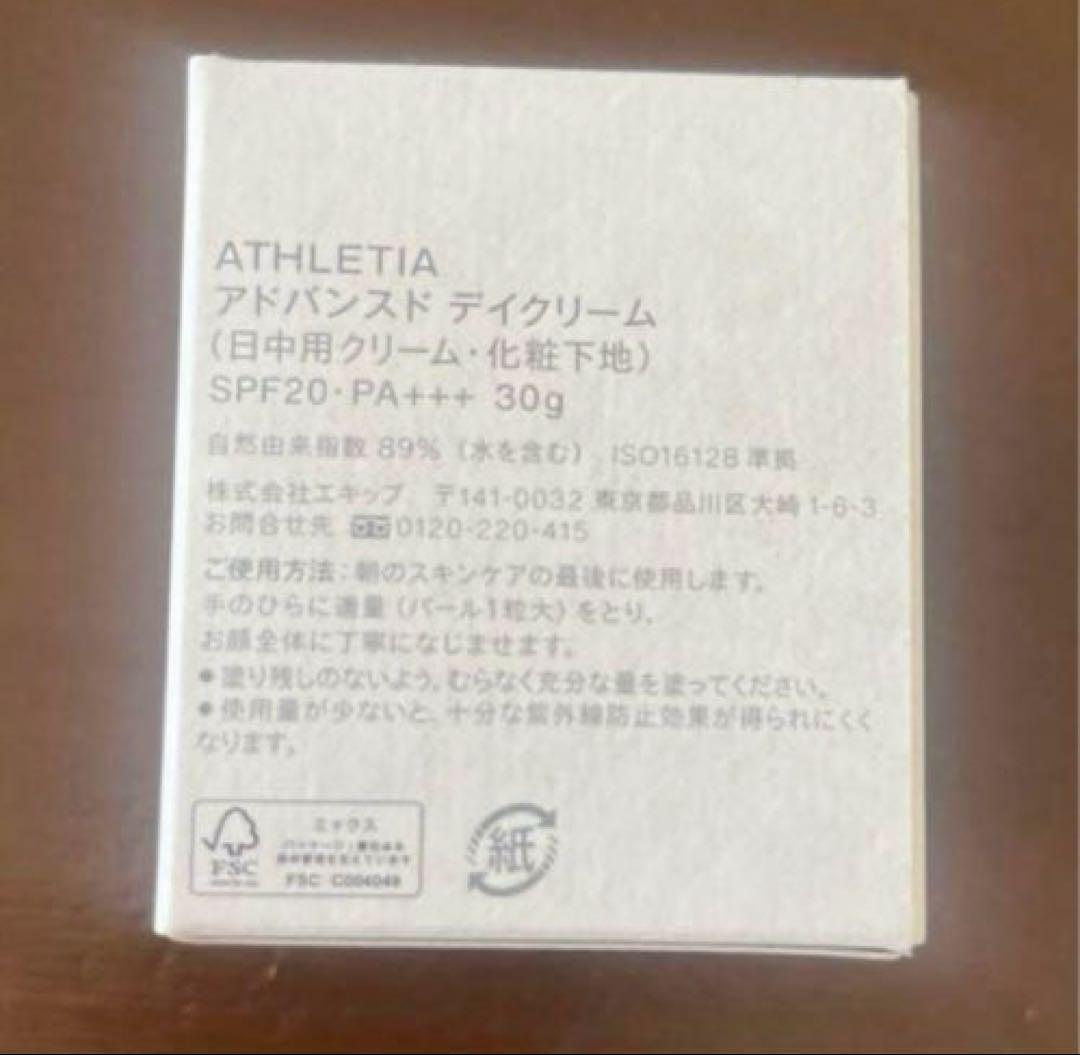 ATHLETIA
アドバンスド デイクリーム
(日中用クリーム・化粧下地)
SPF20・PA+++ 30g
自然由来指数 89% (水を含む) ISO16128 準拠
株式会社エキップ 〒141-0032 東京都品川区大崎 1-6-3
お問合せ先 0120-220-415
ご使用方法:朝のスキンケアの最後に使用します。
手のひらに適量(パール1粒大)をとり、
お顔全体に丁寧になじませます。
●塗り残しのないよう、むらなく充分な量を塗ってください。
●使用量が少ないと、十分な紫外線防止効果が得られにくく
なります。
ミックス
FSC
FSC C004049
紙